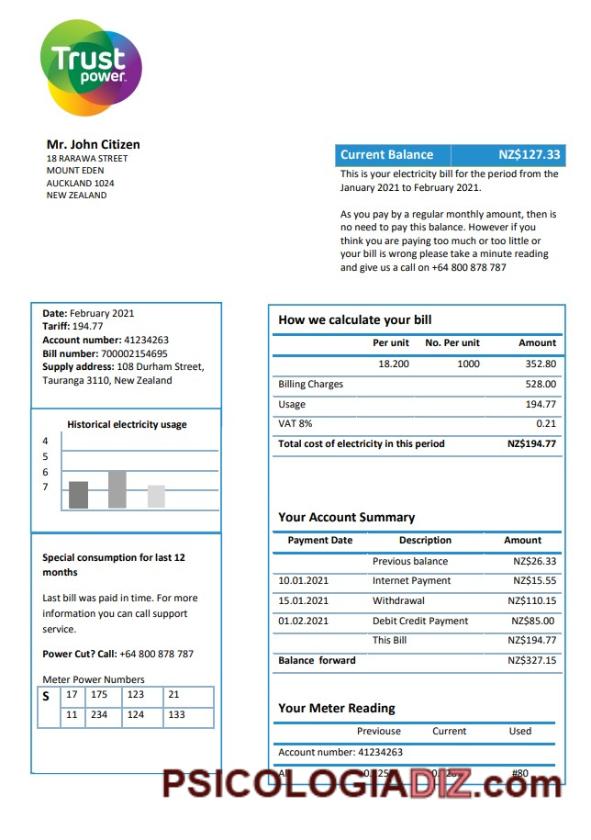 Trust
power
Mr. John Citizen
18 RARAWA STREET
MOUNT EDEN
AUCKLAND 1024
NEW ZEALAND
Current Balance NZ$127.33
This is your electricity bill for the period from the
January 2021 to February 2021.
As you pay by a regular monthly amount, then is
no need to pay this balance. However if you
think you are paying too much or too little or
your bill is wrong please take a minute reading
and give us a call on +64 800 878 787
Date: February 2021
Tariff: 194.77
Account number: 41234263
Bill number: 700002154695
Supply address: 108 Durham Street,
Tauranga 3110, New Zealand
Historical electricity usage
4
5
6
7
Special consumption for last 12
months
Last bill was paid in time. For more
information you can call support
service.
Power Cut? Call: +64 800 878 787
Meter Power Numbers
S 17 175 123 21
11 234 124 133
How we calculate your bill
Per unit No. Per unit Amount
18.200 1000 352.80
Billing Charges 528.00
Usage 194.77
VAT 8% 0.21
Total cost of electricity in this period NZ$194.77
Your Account Summary
Payment Date Description Amount
Previous balance NZ$26.33
10.01.2021 Internet Payment NZ$15.55
15.01.2021 Withdrawal NZ$110.15
01.02.2021 Debit Credit Payment NZ$85.00
This Bill NZ$194.77
Balance forward NZ$327.15
Your Meter Reading
Previouse Current Used
Account number: 41234263
#80
PSICOLOGIADIZ.com